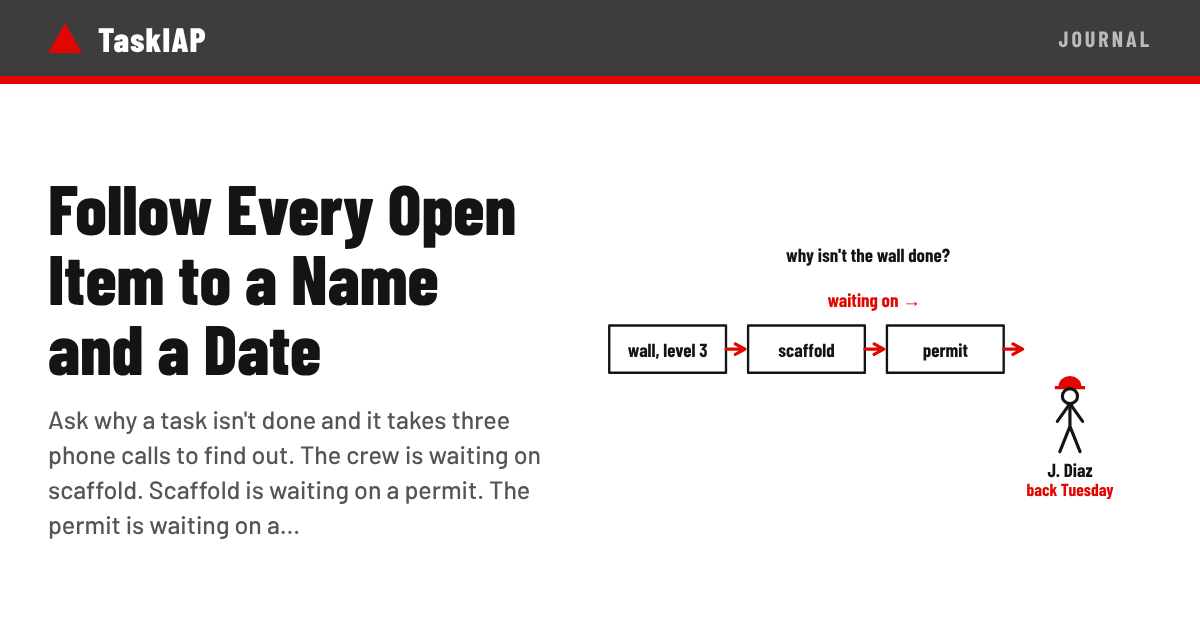 TaskIAP
JOURNAL
Follow Every Open
Item to a Name
and a Date
Ask why a task isn't done and it takes three
phone calls to find out. The crew is waiting on
scaffold. Scaffold is waiting on a permit. The
permit is waiting on a...
why isn't the wall done?
waiting on →
wall, level 3
scaffold
permit
J. Diaz
back Tuesday